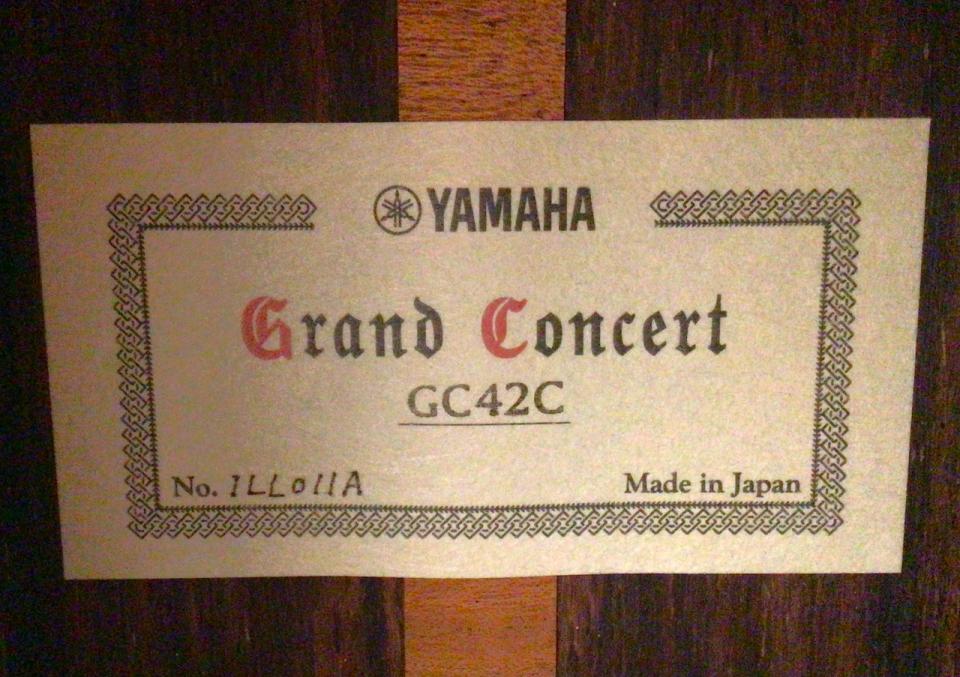 YAMAHA
Grand Concert
GC42C
No. ILL011A Made in Japan